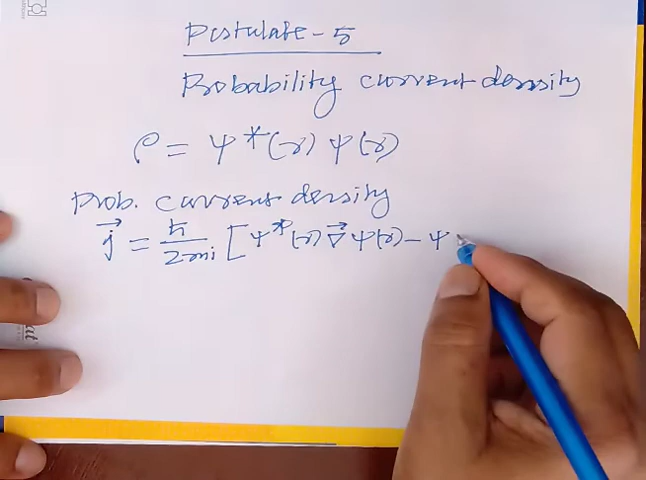 Postulate - 5
Probability current density
ρ = ψ*(r) ψ(r)
Prob. current density
j⃗ = ħ/2mi [ψ*(r) ∇⃗ ψ(r) - ψ